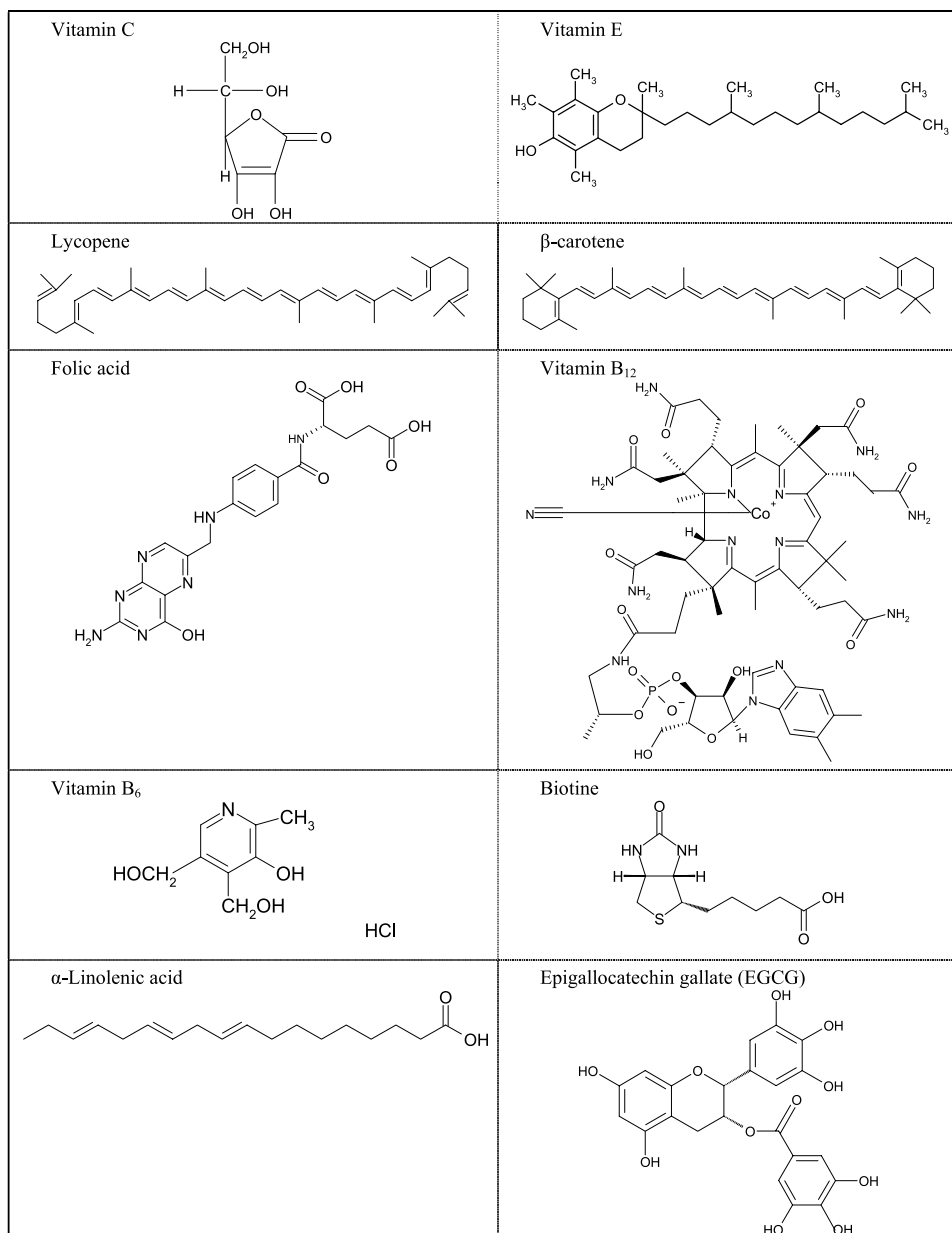 Vitamin C
CH2OH
H C OH
O O
H
OH OH
Vitamin E
CH3 CH3 CH3 CH3
H3C O CH3 CH3
HO
CH3
Lycopene
β-carotene
Folic acid
O OH
HN O OH
O O
NH
N
N N
H2N N OH
Vitamin B12
H2N O
O O NH2
H2N O N N O
N Co+ NH2
H N N
O
NH2 NH2
O O
NH
O P O OH N
O O− N
O H
HO
Vitamin B6
N
CH3
HOCH2 OH
CH2OH
HCl
Biotine
O
HN NH
H H
S OH
O
α-Linolenic acid
O
OH
Epigallocatechin gallate (EGCG)
OH
OH
HO O OH
O
O
OH
OH
HO OH